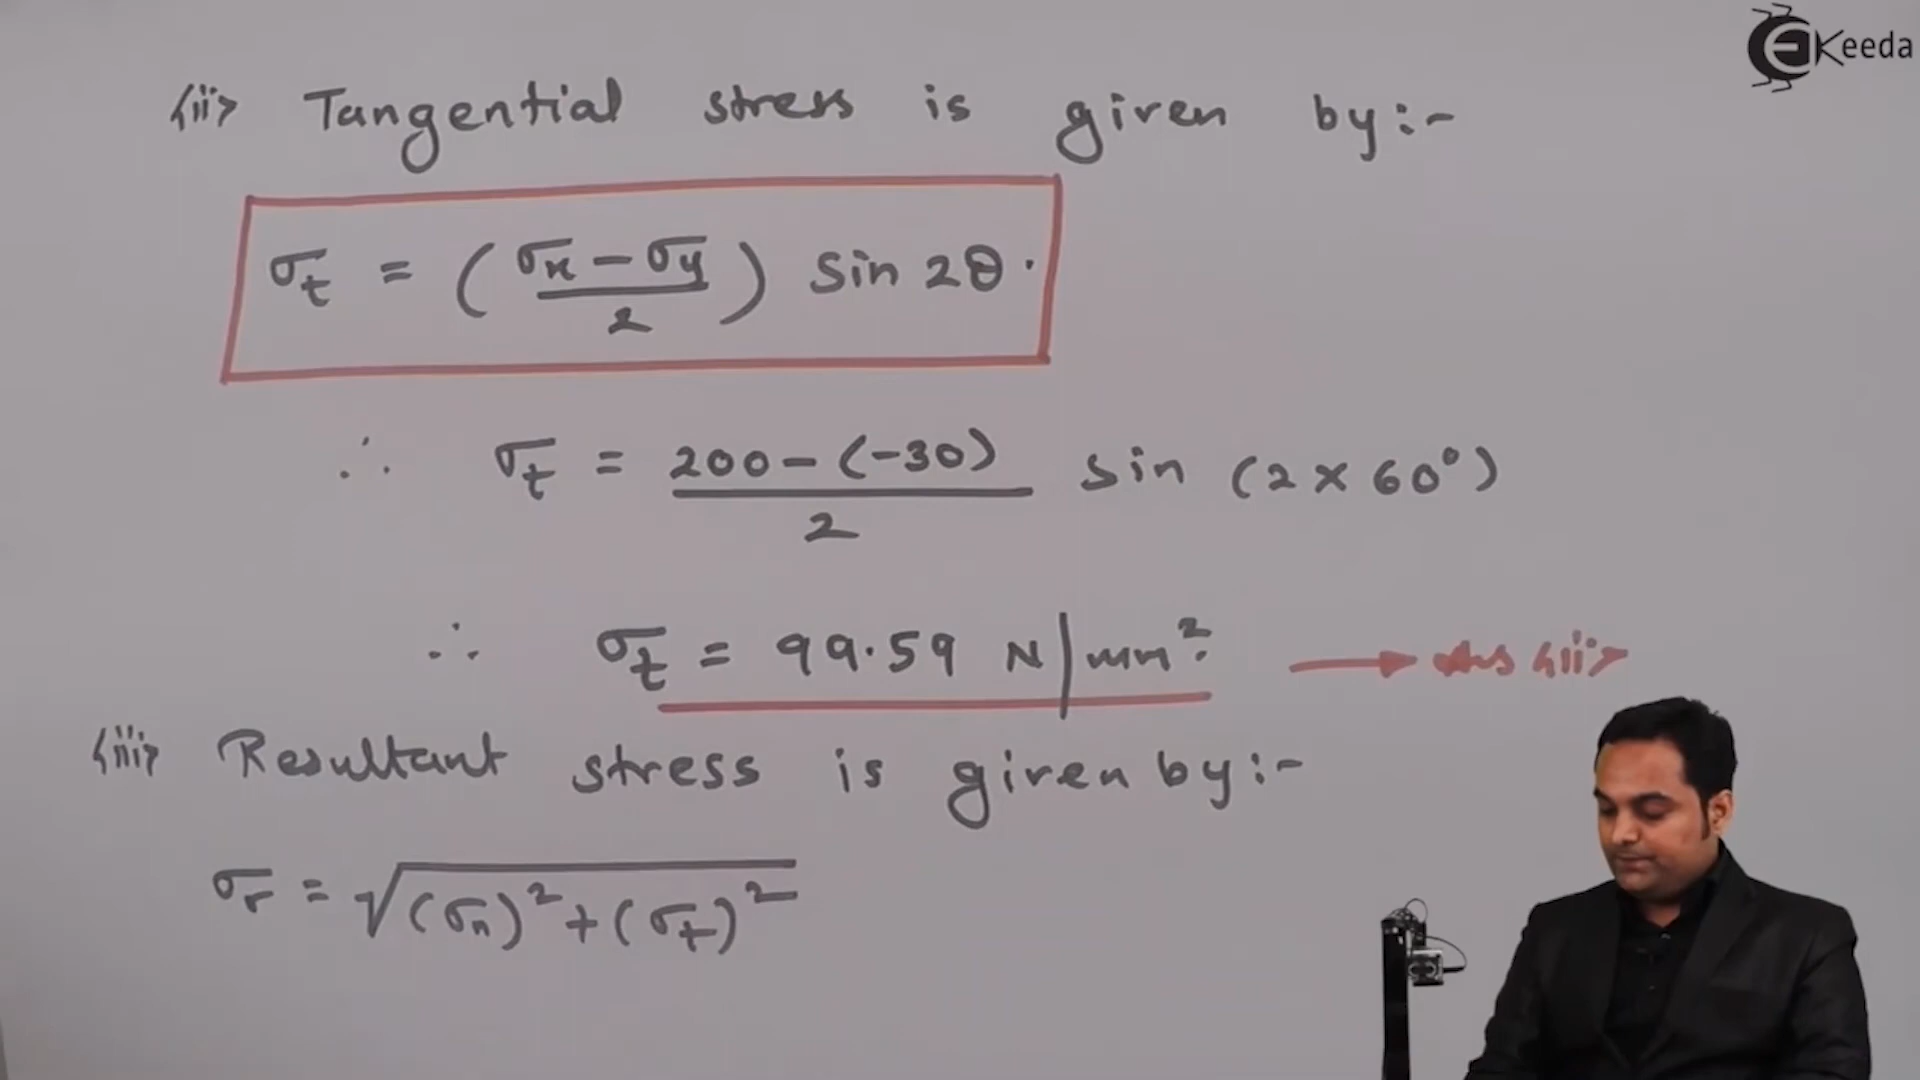 EKeeda
<ii> Tangential stress is given by:-
σt = (σx - σy / 2) sin 2θ.
∴ σt = 200 - (-30) / 2 sin (2 x 60°)
∴ σt = 99.59 N/mm². → Ans <ii>
<iii> Resultant stress is given by:-
σr = √(σn)² + (σt)²